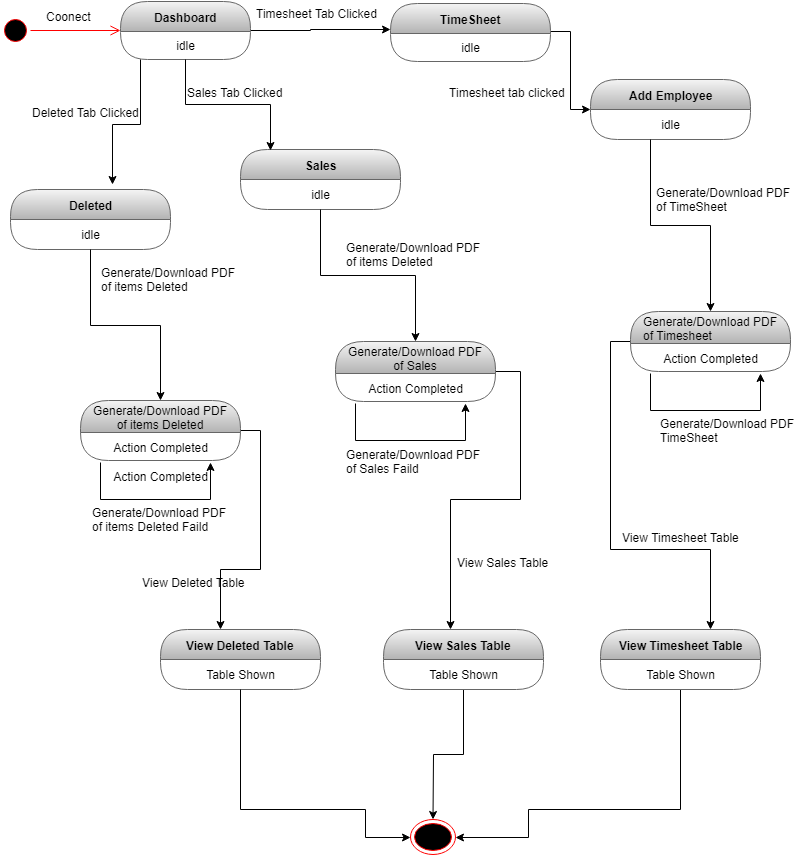 Coonect
Dashboard
idle
Timesheet Tab Clicked
TimeSheet
idle
Timesheet tab clicked
Add Employee
idle
Deleted Tab Clicked
Sales Tab Clicked
Sales
idle
Deleted
idle
Generate/Download PDF
of TimeSheet
Generate/Download PDF
of items Deleted
Generate/Download PDF
of items Deleted
Generate/Download PDF
of Timesheet
Action Completed
Generate/Download PDF
of Sales
Action Completed
Generate/Download PDF
of items Deleted
Action Completed
Action Completed
Generate/Download PDF
TimeSheet
Generate/Download PDF
of Sales Faild
Generate/Download PDF
of items Deleted Faild
View Timesheet Table
View Sales Table
View Deleted Table
View Deleted Table
Table Shown
View Sales Table
Table Shown
View Timesheet Table
Table Shown